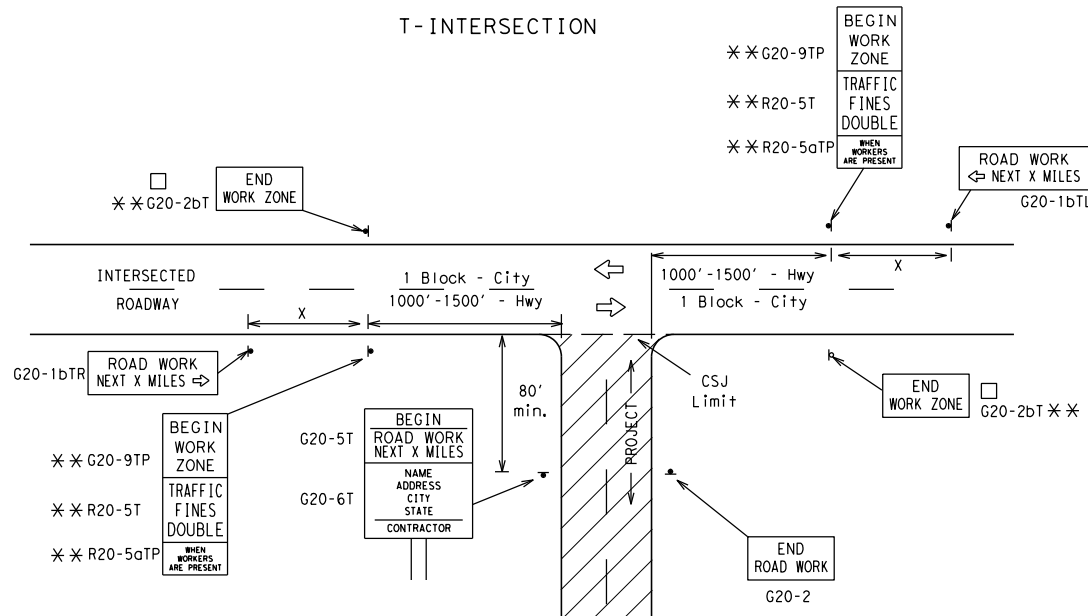 T-INTERSECTION
BEGIN
WORK
ZONE
TRAFFIC
FINES
DOUBLE
WHEN
WORKERS
ARE PRESENT
**G20-9TP
**R20-5T
**R20-5aTP
ROAD WORK
⇦ NEXT X MILES
G20-1bTL
□
**G20-2bT
END
WORK ZONE
INTERSECTED
ROADWAY
1 Block - City
1000'-1500' - Hwy
X
1000'-1500' - Hwy
1 Block - City
X
G20-1bTR
ROAD WORK
NEXT X MILES ⇨
80'
min.
CSJ
Limit
PROJECT
END
WORK ZONE
□
G20-2bT **
BEGIN
WORK
ZONE
TRAFFIC
FINES
DOUBLE
WHEN
WORKERS
ARE PRESENT
**G20-9TP
**R20-5T
**R20-5aTP
G20-5T
G20-6T
BEGIN
ROAD WORK
NEXT X MILES
NAME
ADDRESS
CITY
STATE
CONTRACTOR
END
ROAD WORK
G20-2